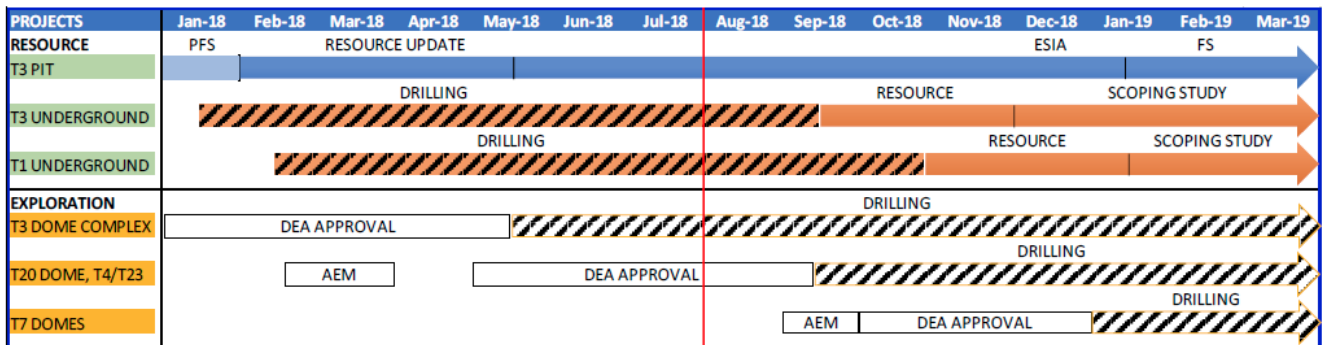 PROJECTS Jan-18 Feb-18 Mar-18 Apr-18 May-18 Jun-18 Jul-18 Aug-18 Sep-18 Oct-18 Nov-18 Dec-18 Jan-19 Feb-19 Mar-19
RESOURCE PFS RESOURCE UPDATE ESIA FS
T3 PIT
DRILLING RESOURCE SCOPING STUDY
T3 UNDERGROUND
DRILLING RESOURCE SCOPING STUDY
T1 UNDERGROUND
EXPLORATION DRILLING
T3 DOME COMPLEX DEA APPROVAL
DRILLING
T20 DOME, T4/T23 AEM DEA APPROVAL
DRILLING
T7 DOMES AEM DEA APPROVAL